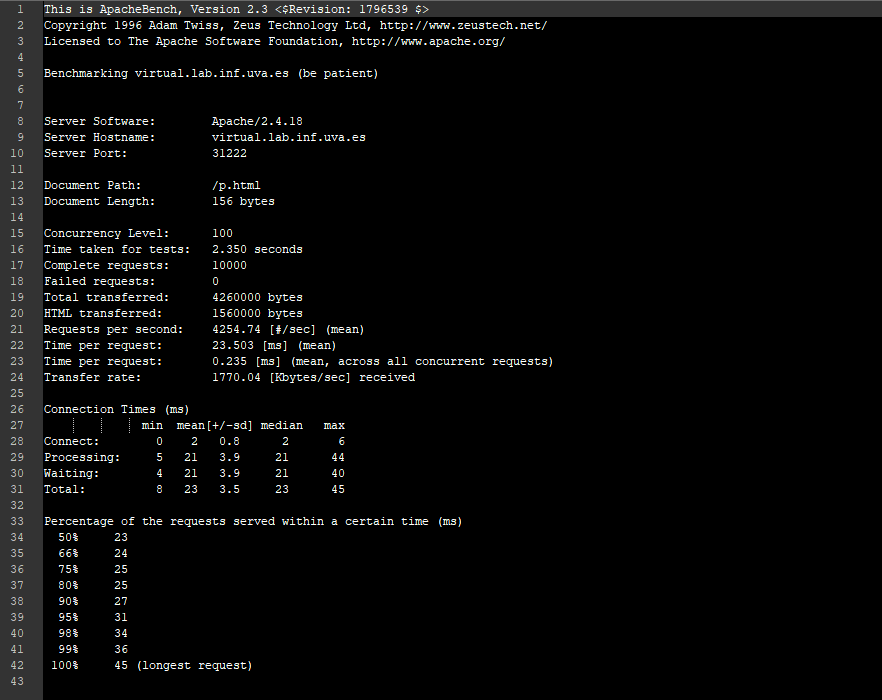 1 This is ApacheBench, Version 2.3 <$Revision: 1796539 $>
2 Copyright 1996 Adam Twiss, Zeus Technology Ltd, http://www.zeustech.net/
3 Licensed to The Apache Software Foundation, http://www.apache.org/
4
5 Benchmarking virtual.lab.inf.uva.es (be patient)
6
7
8 Server Software:        Apache/2.4.18
9 Server Hostname:        virtual.lab.inf.uva.es
10 Server Port:            31222
11
12 Document Path:          /p.html
13 Document Length:        156 bytes
14
15 Concurrency Level:      100
16 Time taken for tests:   2.350 seconds
17 Complete requests:      10000
18 Failed requests:        0
19 Total transferred:      4260000 bytes
20 HTML transferred:       1560000 bytes
21 Requests per second:    4254.74 [#/sec] (mean)
22 Time per request:       23.503 [ms] (mean)
23 Time per request:       0.235 [ms] (mean, across all concurrent requests)
24 Transfer rate:          1770.04 [Kbytes/sec] received
25
26 Connection Times (ms)
27               min  mean[+/-sd] median   max
28 Connect:        0    2   0.8      2       6
29 Processing:     5   21   3.9     21      44
30 Waiting:        4   21   3.9     21      40
31 Total:          8   23   3.5     23      45
32
33 Percentage of the requests served within a certain time (ms)
34   50%     23
35   66%     24
36   75%     25
37   80%     25
38   90%     27
39   95%     31
40   98%     34
41   99%     36
42  100%     45 (longest request)
43